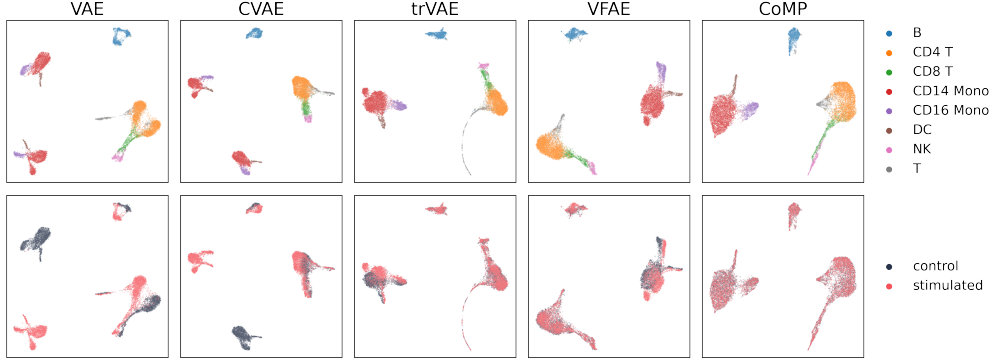 VAE CVAE trVAE VFAE CoMP
B
CD4 T
CD8 T
CD14 Mono
CD16 Mono
DC
NK
T
control
stimulated